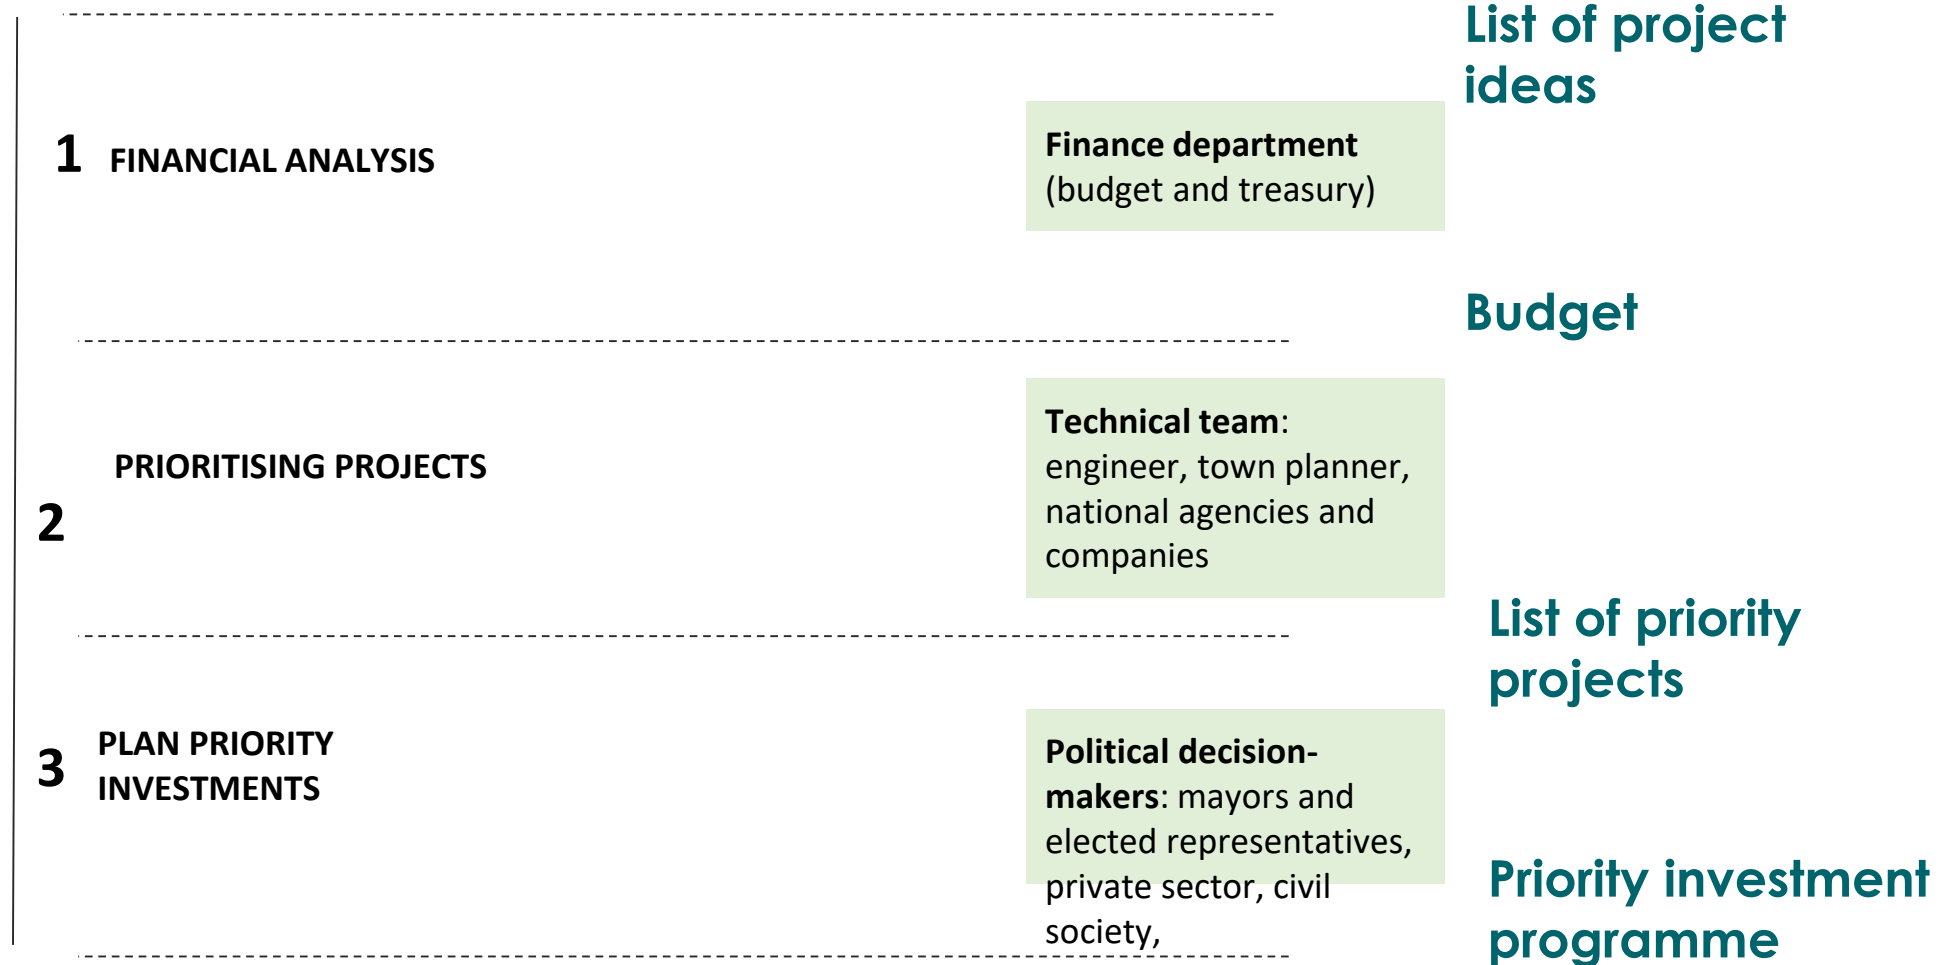 List of project
ideas
1 FINANCIAL ANALYSIS
Finance department
(budget and treasury)
Budget
2
PRIORITISING PROJECTS
Technical team:
engineer, town planner,
national agencies and
companies
List of priority
projects
3
PLAN PRIORITY
INVESTMENTS
Political decision-
makers: mayors and
elected representatives,
private sector, civil
society,
Priority investment
programme